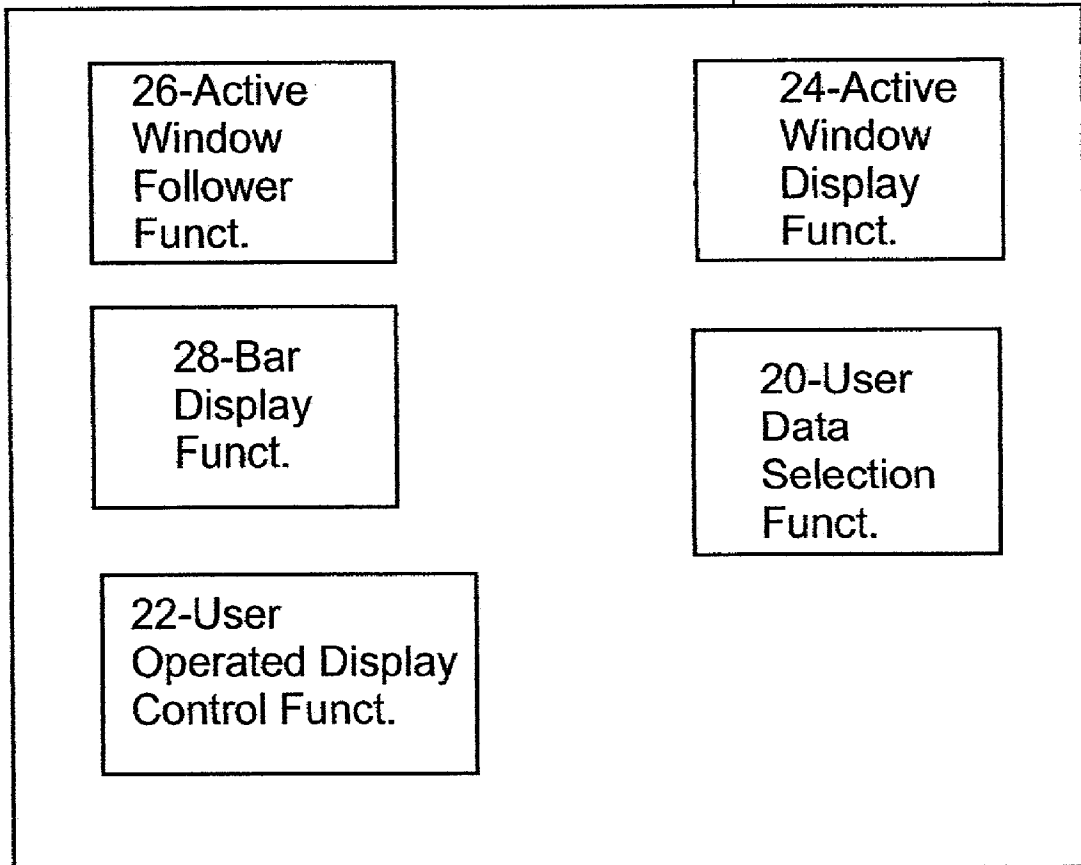 26-Active
Window
Follower
Funct.
24-Active
Window
Display
Funct.
28-Bar
Display
Funct.
20-User
Data
Selection
Funct.
22-User
Operated Display
Control Funct.